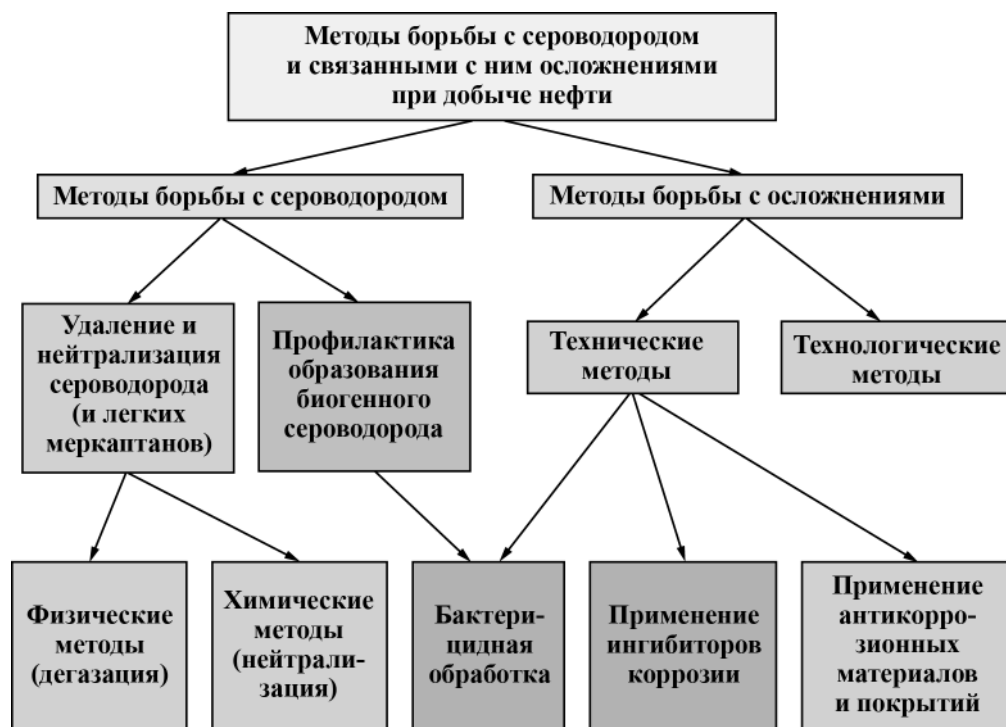 Методы борьбы с сероводородом
и связанными с ним осложнениями
при добыче нефти
Методы борьбы с сероводородом
Методы борьбы с осложнениями
Удаление и
нейтрализация
сероводорода
(и легких
меркаптанов)
Профилактика
образования
биогенного
сероводорода
Технические
методы
Технологические
методы
Физические
методы
(дегазация)
Химические
методы
(нейтрали-
зация)
Бактери-
цидная
обработка
Применение
ингибиторов
коррозии
Применение
антикорро-
зионных
материалов
и покрытий